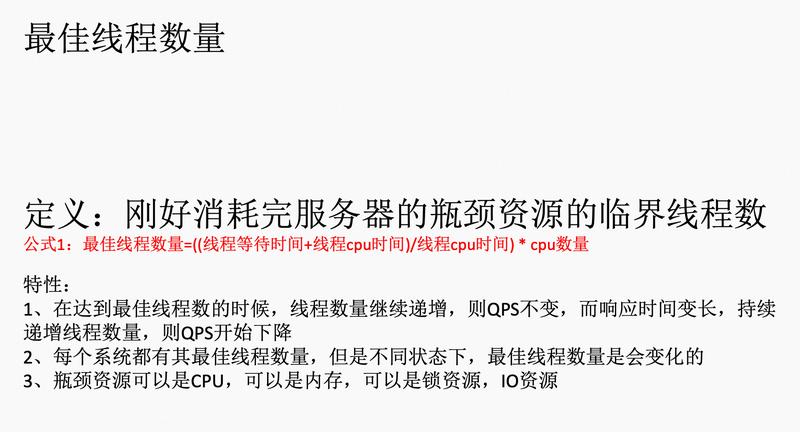 最佳线程数量
定义：刚好消耗完服务器的瓶颈资源的临界线程数
公式1：最佳线程数量=((线程等待时间+线程cpu时间)/线程cpu时间) * cpu数量
特性：
1、在达到最佳线程数的时候，线程数量继续递增，则QPS不变，而响应时间变长，持续
递增线程数量，则QPS开始下降
2、每个系统都有其最佳线程数量，但是不同状态下，最佳线程数量是会变化的
3、瓶颈资源可以是CPU，可以是内存，可以是锁资源，IO资源